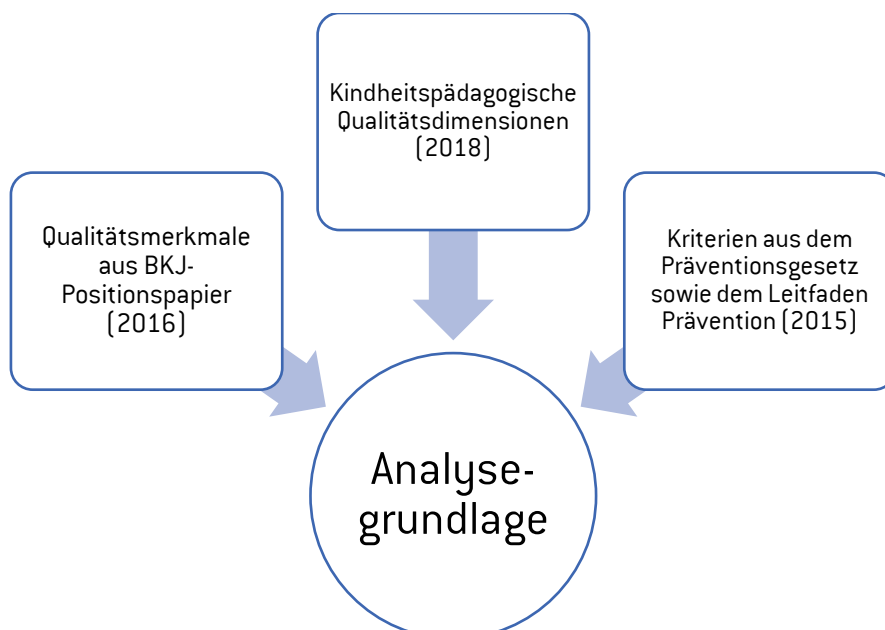 Kindheitspädagogische
Qualitätsdimensionen
(2018)
Qualitätsmerkmale
aus BKJ-
Positionspapier
(2016)
Kriterien aus dem
Präventionsgesetz
sowie dem Leitfaden
Prävention (2015)
Analyse-
grundlage